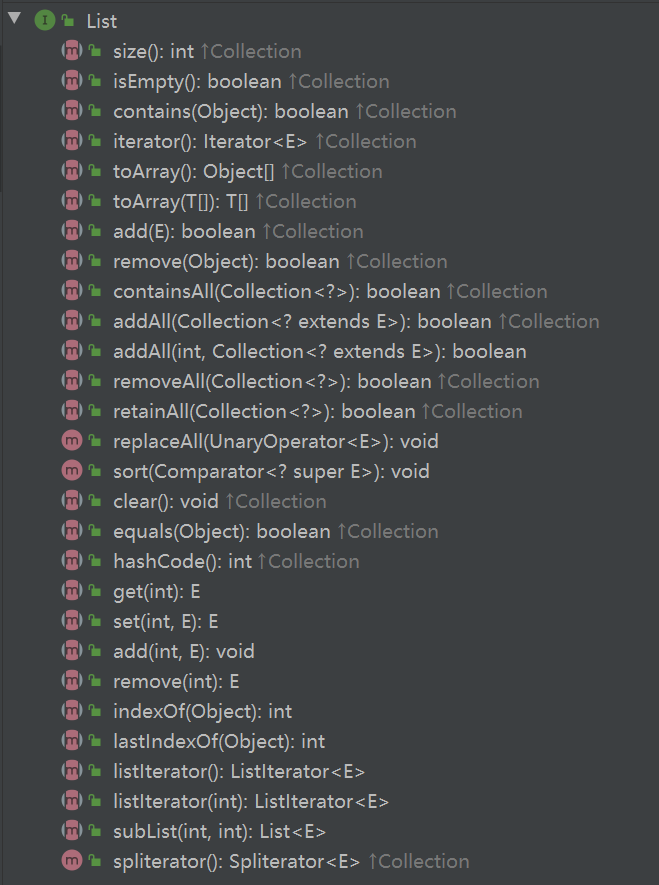 List
size(): int ↑Collection
isEmpty(): boolean ↑Collection
contains(Object): boolean ↑Collection
iterator(): Iterator<E> ↑Collection
toArray(): Object[] ↑Collection
toArray(T[]): T[] ↑Collection
add(E): boolean ↑Collection
remove(Object): boolean ↑Collection
containsAll(Collection<?>): boolean ↑Collection
addAll(Collection<? extends E>): boolean ↑Collection
addAll(int, Collection<? extends E>): boolean
removeAll(Collection<?>): boolean ↑Collection
retainAll(Collection<?>): boolean ↑Collection
replaceAll(UnaryOperator<E>): void
sort(Comparator<? super E>): void
clear(): void ↑Collection
equals(Object): boolean ↑Collection
hashCode(): int ↑Collection
get(int): E
set(int, E): E
add(int, E): void
remove(int): E
indexOf(Object): int
lastIndexOf(Object): int
listIterator(): ListIterator<E>
listIterator(int): ListIterator<E>
subList(int, int): List<E>
spliterator(): Spliterator<E> ↑Collection